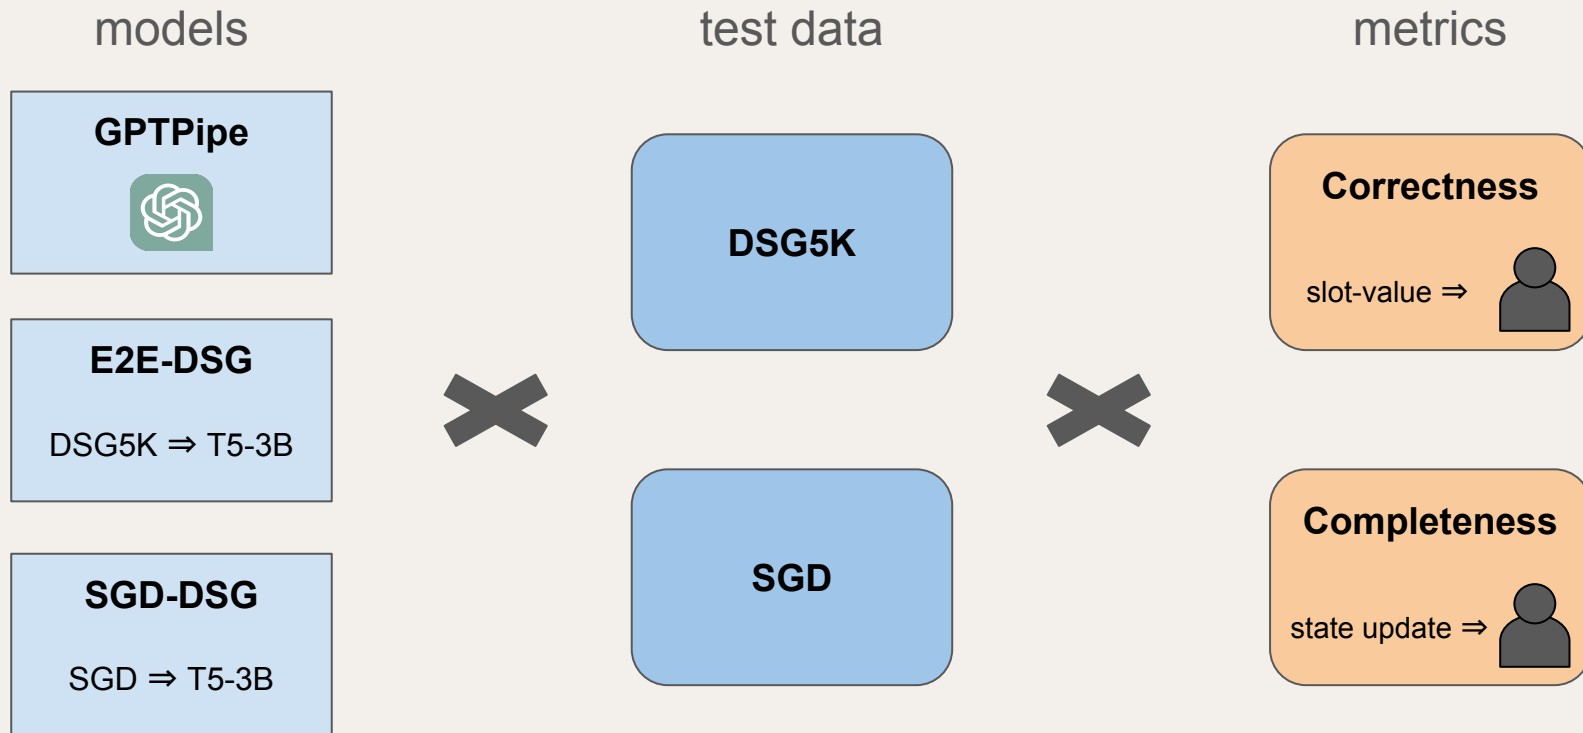 models
test data
metrics
GPTPipe
E2E-DSG
DSG5K ⇒ T5-3B
SGD-DSG
SGD ⇒ T5-3B
DSG5K
SGD
Correctness
slot-value ⇒
Completeness
state update ⇒